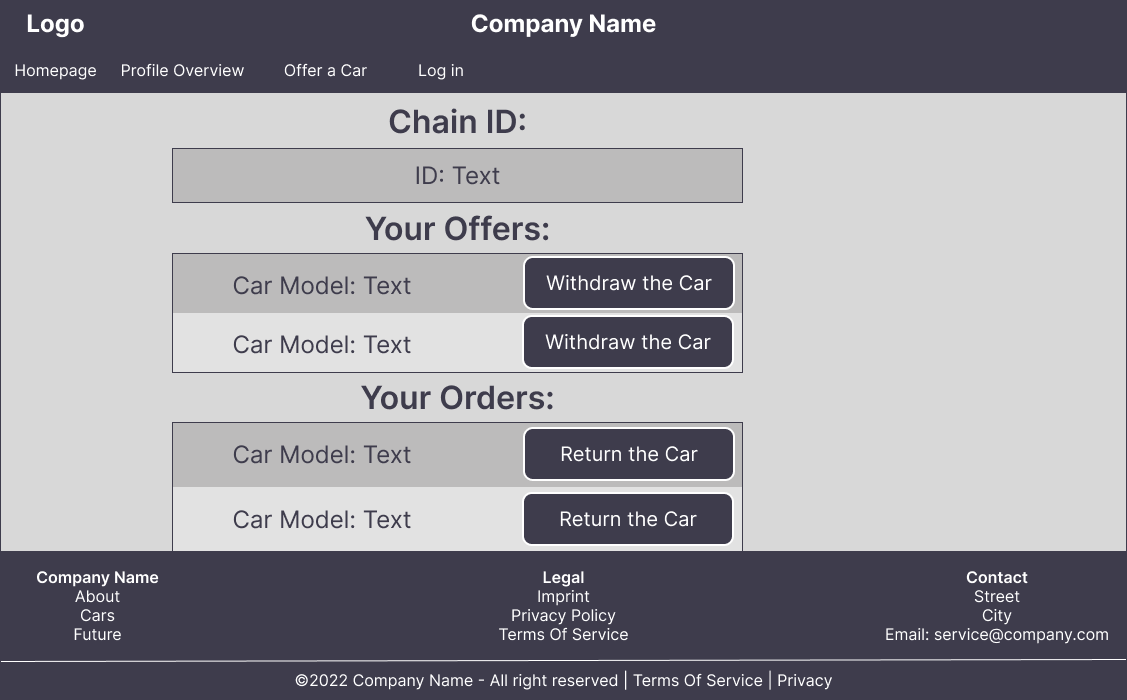 Logo
Company Name
Homepage Profile Overview Offer a Car Log in
Chain ID:
ID: Text
Your Offers:
Car Model: Text Withdraw the Car
Car Model: Text Withdraw the Car
Your Orders:
Car Model: Text Return the Car
Car Model: Text Return the Car
Company Name
About
Cars
Future
Legal
Imprint
Privacy Policy
Terms Of Service
Contact
Street
City
Email: service@company.com
©2022 Company Name - All right reserved | Terms Of Service | Privacy